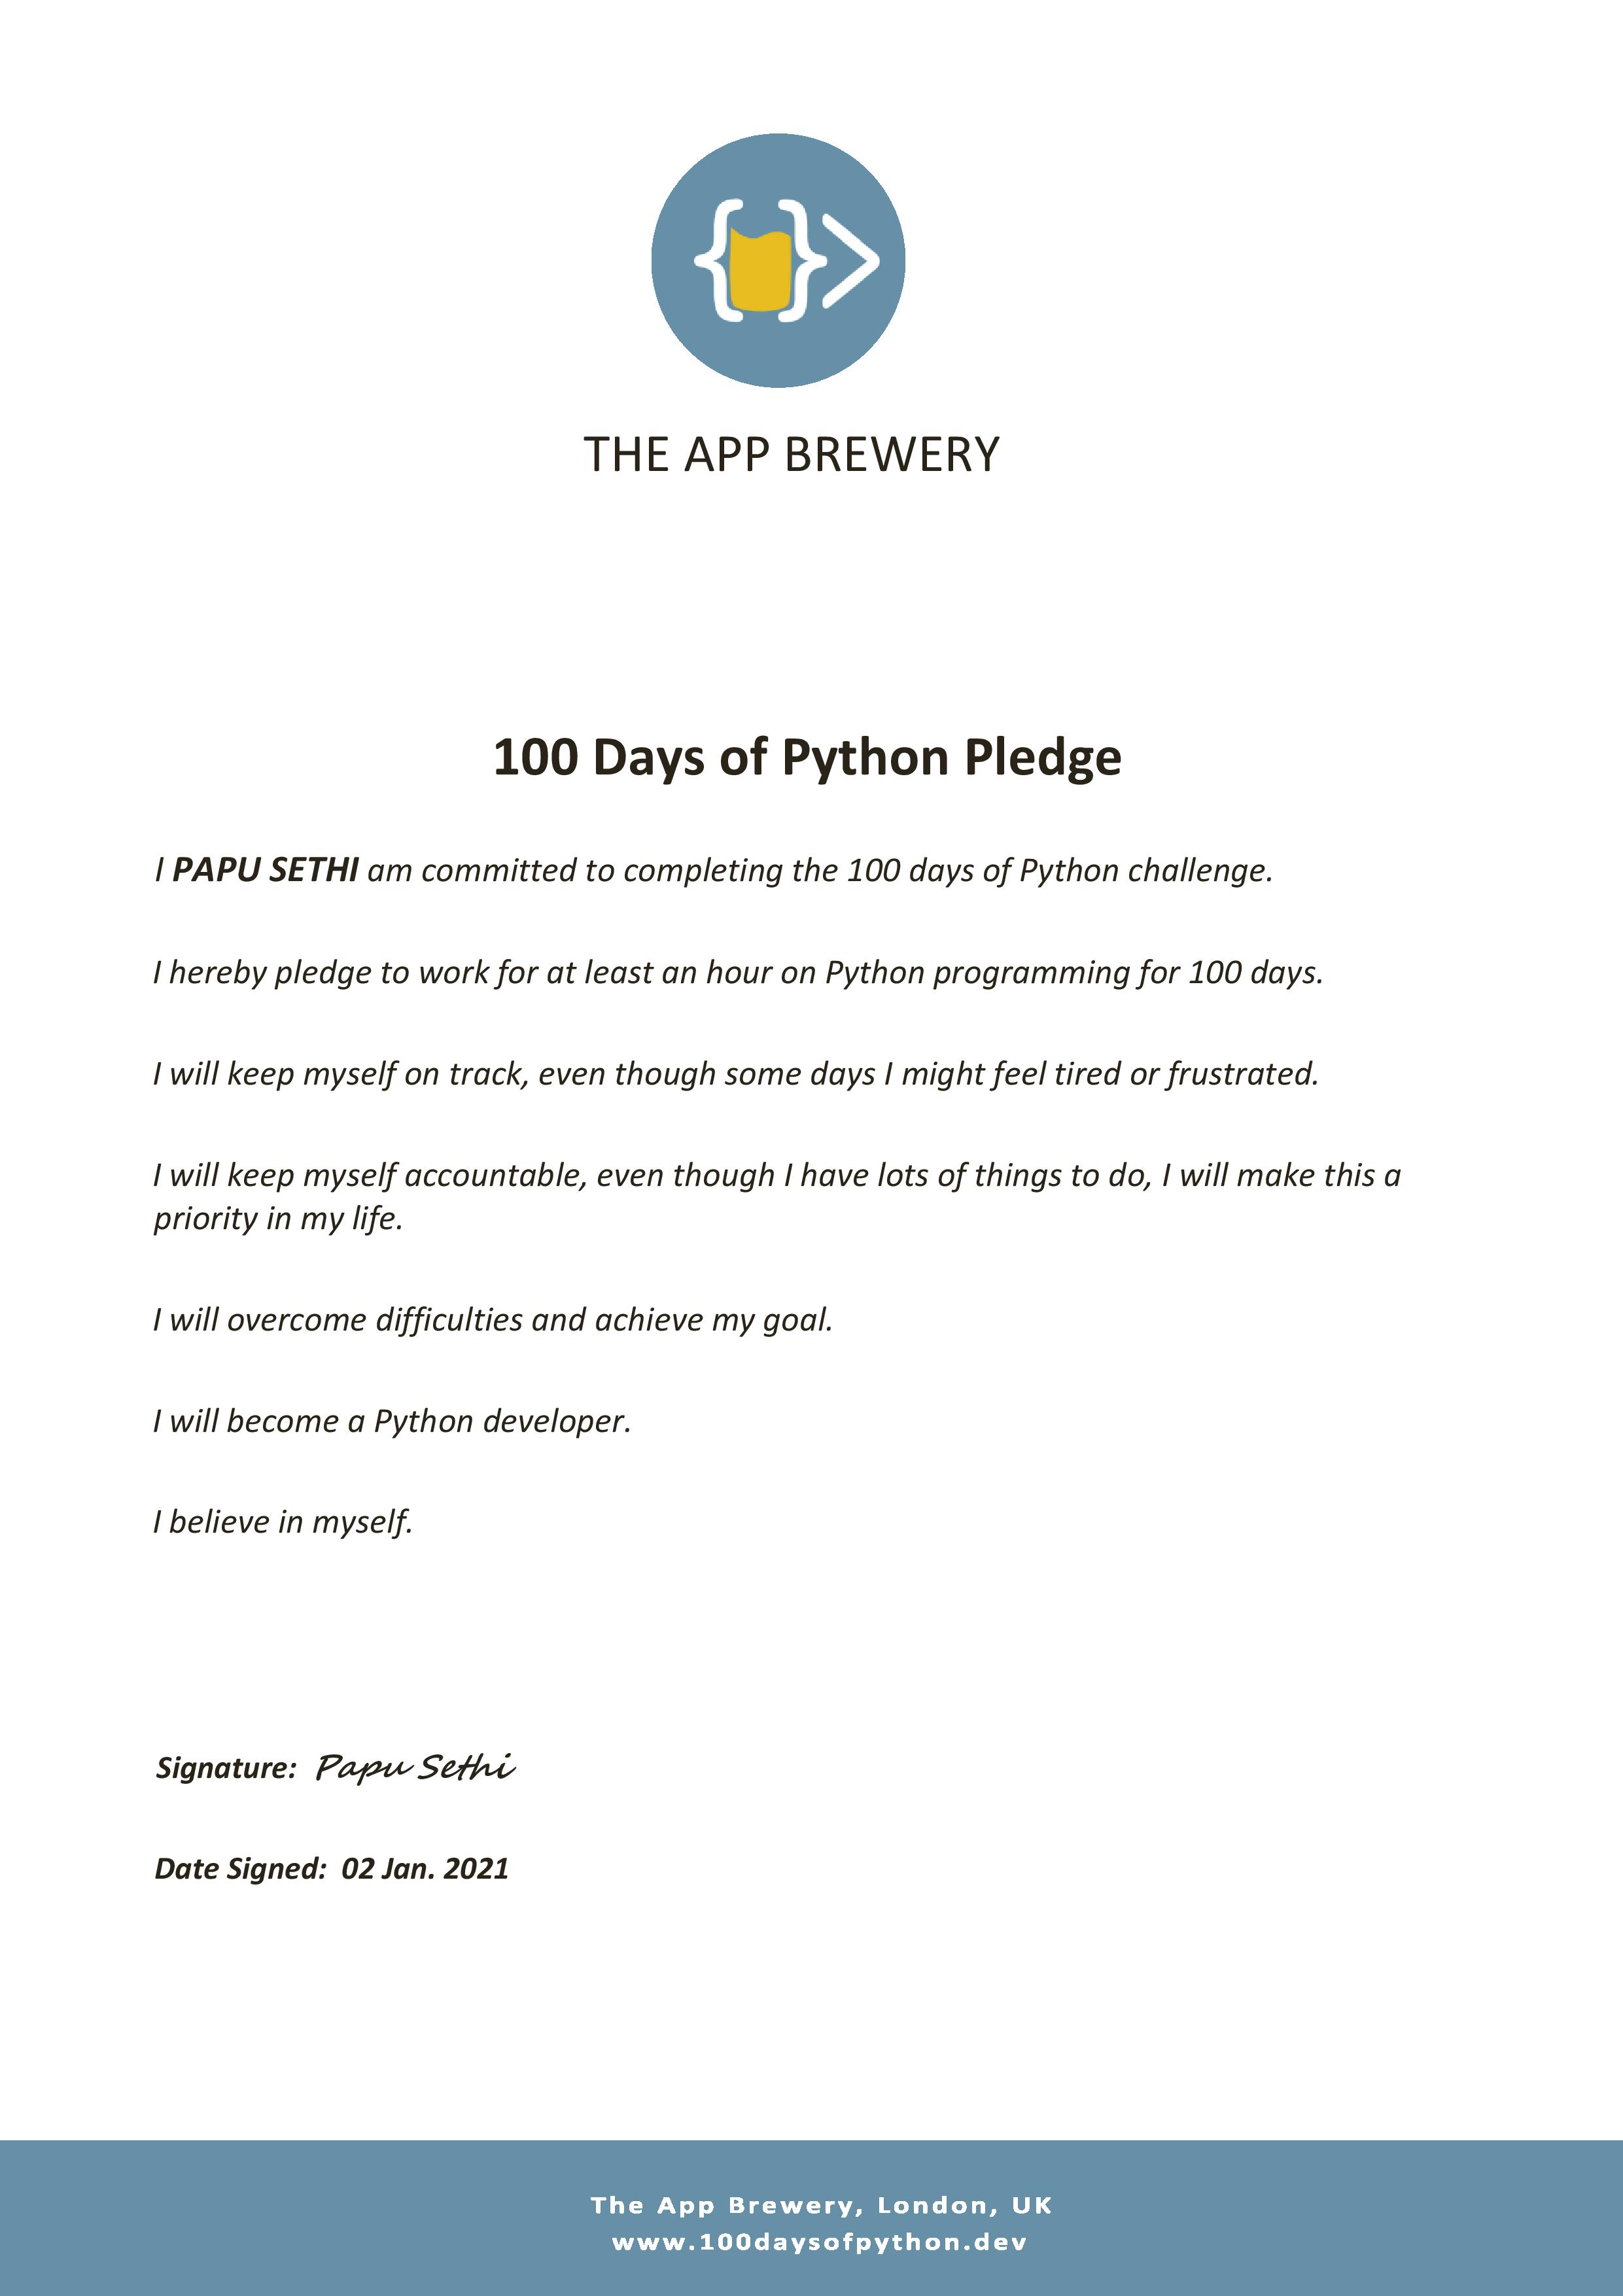 { } >
THE APP BREWERY
100 Days of Python Pledge
I PAPU SETHI am committed to completing the 100 days of Python challenge.
I hereby pledge to work for at least an hour on Python programming for 100 days.
I will keep myself on track, even though some days I might feel tired or frustrated.
I will keep myself accountable, even though I have lots of things to do, I will make this a
priority in my life.
I will overcome difficulties and achieve my goal.
I will become a Python developer.
I believe in myself.
Signature: Papu Sethi
Date Signed: 02 Jan. 2021
The App Brewery, London, UK
www.100daysofpython.dev